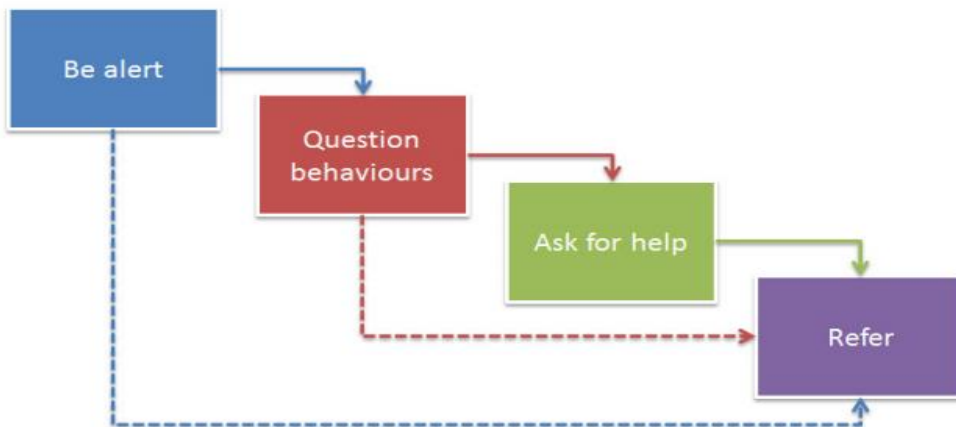 Be alert
Question
behaviours
Ask for help
Refer